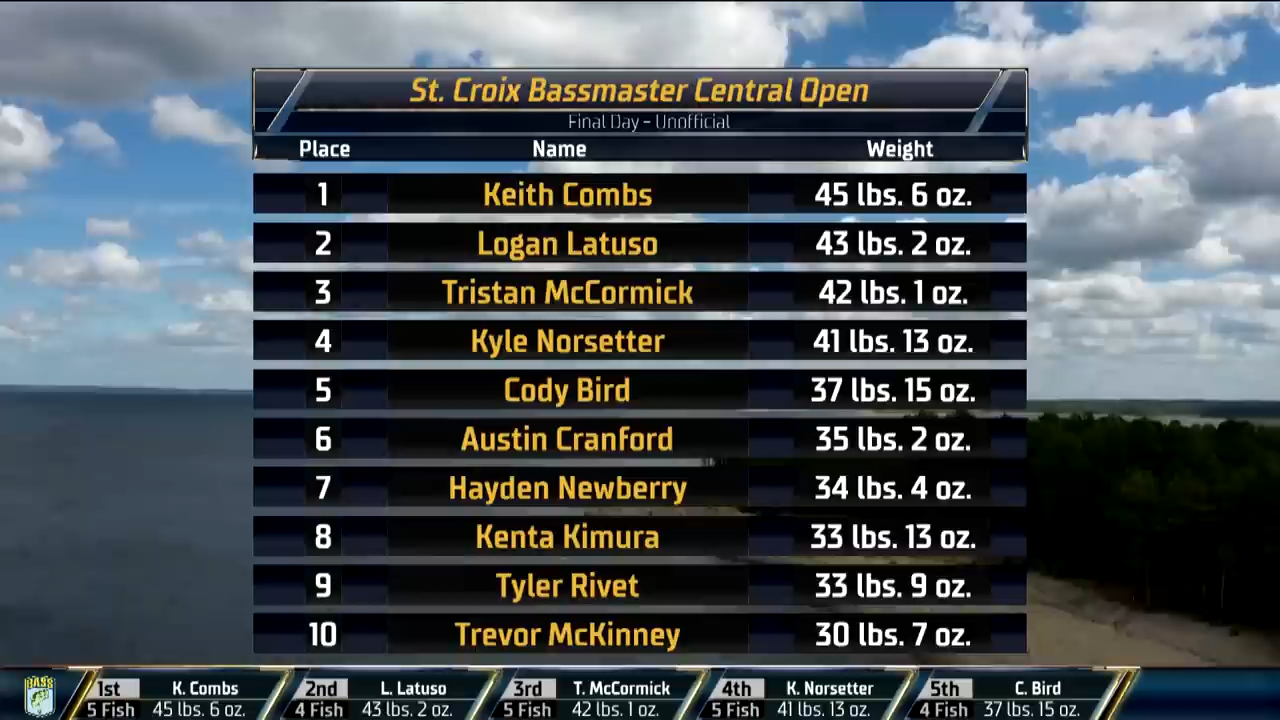 St. Croix Bassmaster Central Open
Final Day - Unofficial
Place Name Weight
1 Keith Combs 45 lbs. 6 oz.
2 Logan Latuso 43 lbs. 2 oz.
3 Tristan McCormick 42 lbs. 1 oz.
4 Kyle Norsetter 41 lbs. 13 oz.
5 Cody Bird 37 lbs. 15 oz.
6 Austin Cranford 35 lbs. 2 oz.
7 Hayden Newberry 34 lbs. 4 oz.
8 Kenta Kimura 33 lbs. 13 oz.
9 Tyler Rivet 33 lbs. 9 oz.
10 Trevor McKinney 30 lbs. 7 oz.
BASS
1st K. Combs 2nd L. Latuso 3rd T. McCormick 4th K. Norsetter 5th C. Bird
5 Fish 45 lbs. 6 oz. 4 Fish 43 lbs. 2 oz. 5 Fish 42 lbs. 1 oz. 5 Fish 41 lbs. 13 oz. 4 Fish 37 lbs. 15 oz.